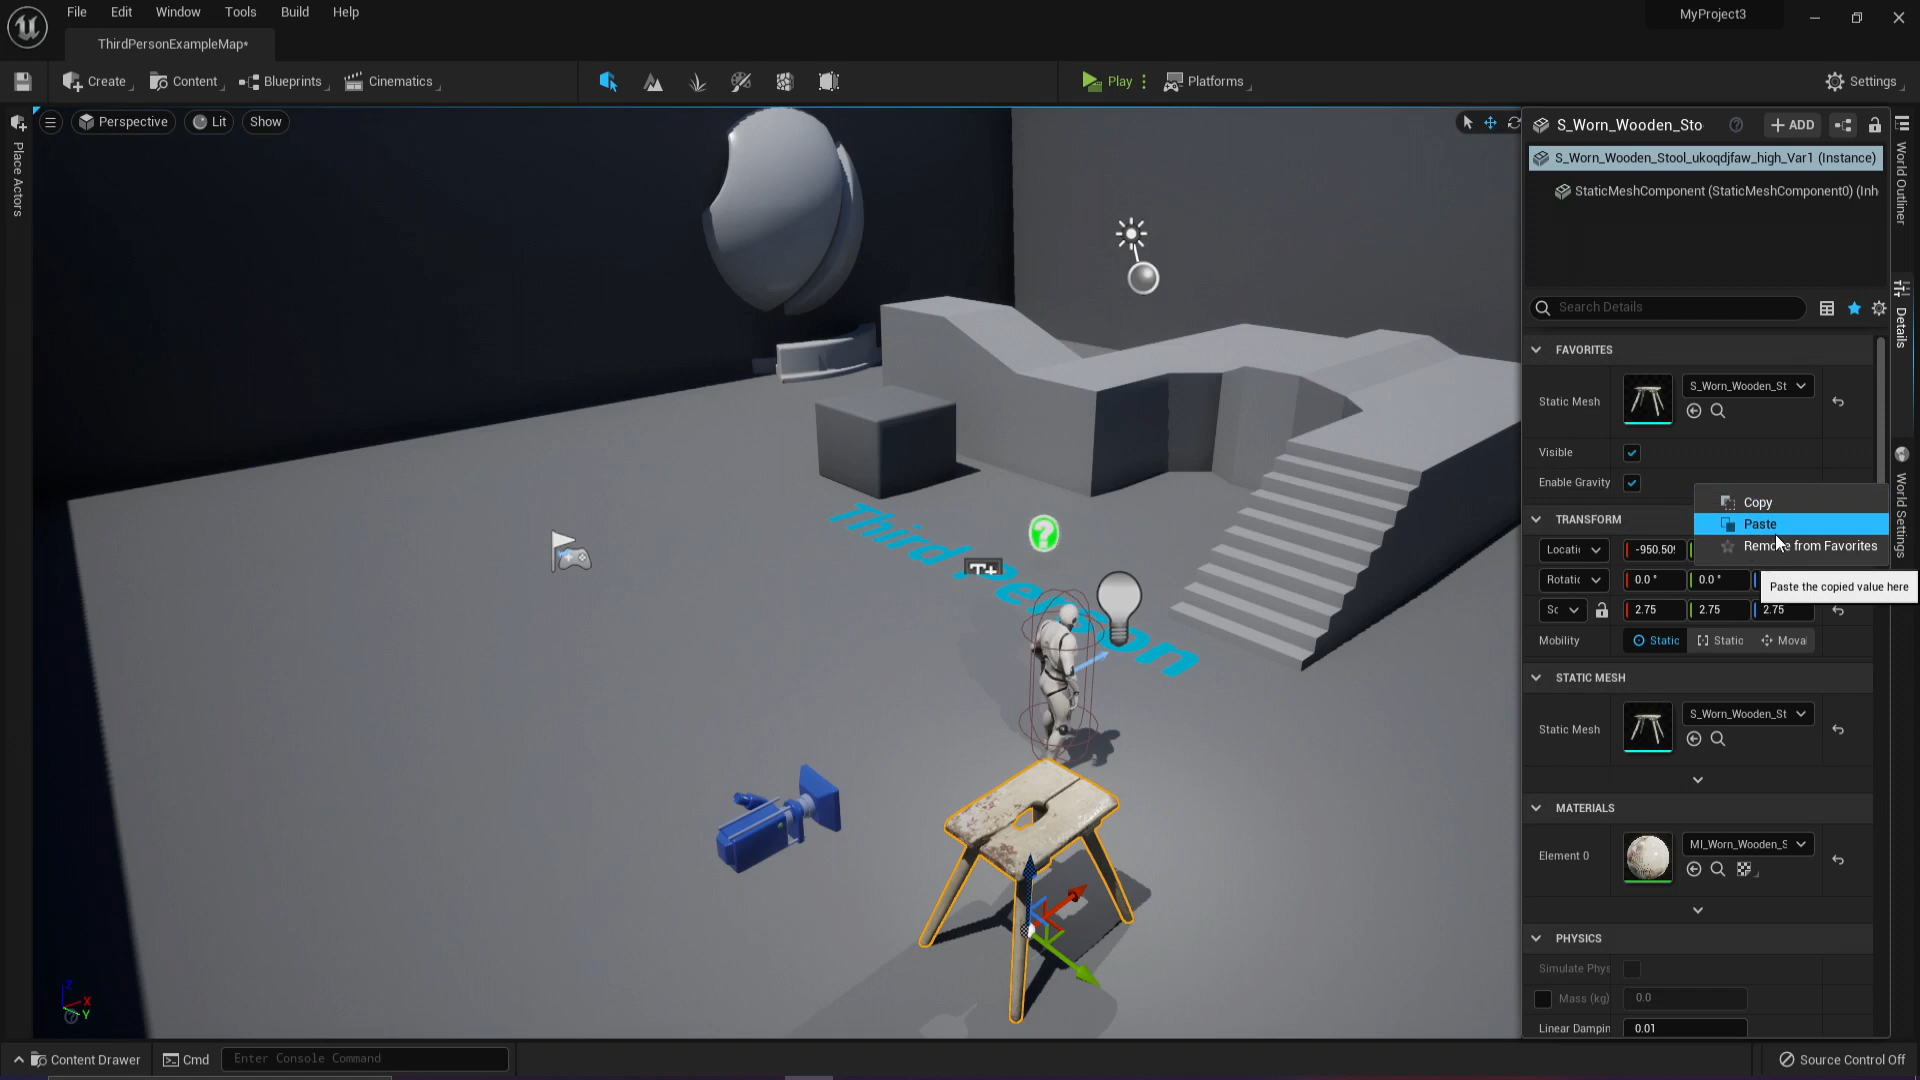 File Edit Window Tools Build Help
MyProject3
ThirdPersonExampleMap*
Create Content Blueprints Cinematics
Play Platforms
Settings
Perspective Lit Show
Place Actors
S_Worn_Wooden_Sto
ADD
S_Worn_Wooden_Stool_ukoqdjfaw_high_Var1 (Instance)
StaticMeshComponent (StaticMeshComponent0) (Inh
World Outliner
Details
World Settings
Search Details
FAVORITES
Static Mesh
S_Worn_Wooden_St
Visible
Enable Gravity
Copy
Paste
Remove from Favorites
Paste the copied value here
TRANSFORM
Locatic -950.50
Rotatic 0.0 ° 0.0 °
Sc 2.75 2.75 2.75
Mobility Static Static Moval
STATIC MESH
Static Mesh
S_Worn_Wooden_St
MATERIALS
Element 0
MI_Worn_Wooden_S
PHYSICS
Simulate Phys
Mass (kg) 0.0
Linear Dampin 0.01
Third Person
T+
?
Z
X
Y
Content Drawer Cmd Enter Console Command
Source Control Off